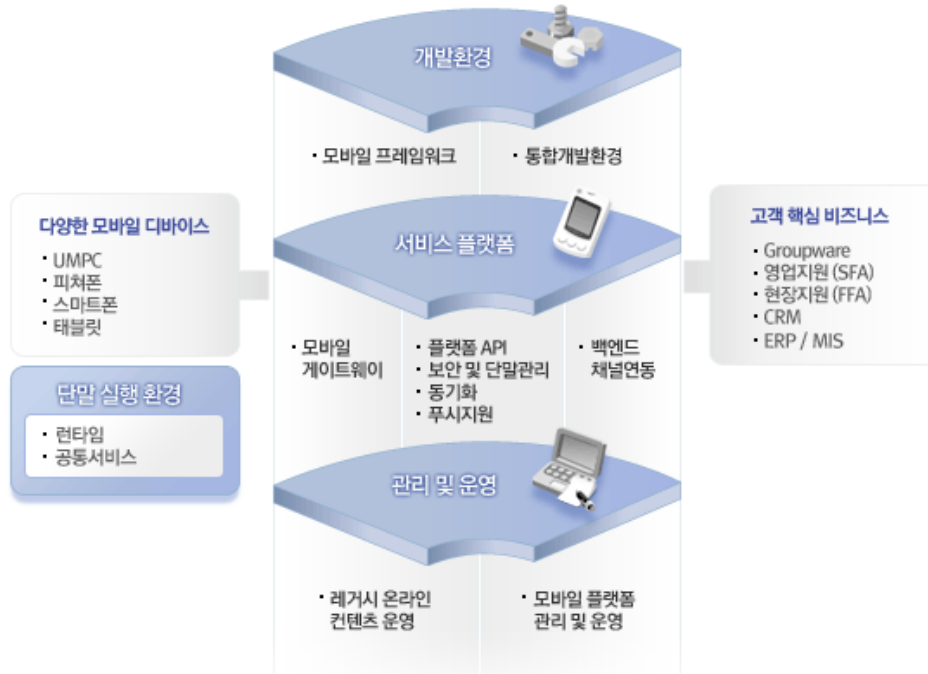 개발환경
· 모바일 프레임워크
· 통합개발환경
다양한 모바일 디바이스
· UMPC
· 피쳐폰
· 스마트폰
· 태블릿
단말 실행 환경
· 런타임
· 공통서비스
서비스 플랫폼
· 모바일
게이트웨이
· 플랫폼 API
· 보안 및 단말관리
· 동기화
· 푸시지원
· 백엔드
채널연동
고객 핵심 비즈니스
· Groupware
· 영업지원 (SFA)
· 현장지원 (FFA)
· CRM
· ERP / MIS
관리 및 운영
· 레거시 온라인
컨텐츠 운영
· 모바일 플랫폼
관리 및 운영